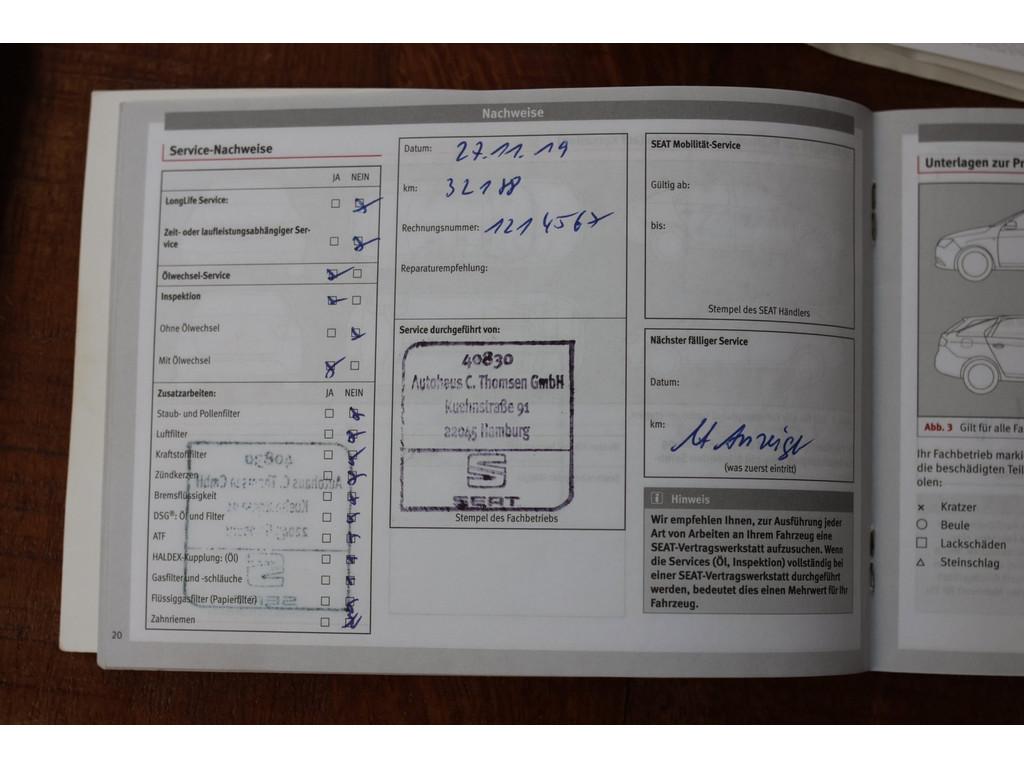 Nachweise
Service-Nachweise
JA NEIN
LongLife Service:
Zeit- oder laufleistungsabhängiger Ser-
vice
Ölwechsel-Service
Inspektion
Ohne Ölwechsel
Mit Ölwechsel
Zusatzarbeiten: JA NEIN
Staub- und Pollenfilter
Luftfilter
Kraftstofffilter
Zündkerzen
Bremsflüssigkeit
DSG®: Öl und Filter
ATF
HALDEX-Kupplung: (Öl)
Gasfilter und -schläuche
Flüssiggasfilter (Papierfilter)
Zahnriemen
20
Datum: 27.11.19
km: 32188
Rechnungsnummer: 1214567
Reparaturempfehlung:
Service durchgeführt von:
40830
Autohaus C. Thomsen GmbH
Kuehnstraße 91
22045 Hamburg
SEAT
Stempel des Fachbetriebs
SEAT Mobilität-Service
Gültig ab:
bis:
Stempel des SEAT Händlers
Nächster fälliger Service
Datum:
km: lt Anzeige
(was zuerst eintritt)
i Hinweis
Wir empfehlen Ihnen, zur Ausführung jeder
Art von Arbeiten an Ihrem Fahrzeug eine
SEAT-Vertragswerkstatt aufzusuchen. Wenn
die Services (Öl, Inspektion) vollständig bei
einer SEAT-Vertragswerkstatt durchgeführt
werden, bedeutet dies einen Mehrwert für Ihr
Fahrzeug.
Unterlagen zur Pr
Abb. 3 Gilt für alle Fa
Ihr Fachbetrieb marki
die beschädigten Teil
olen:
Kratzer
Beule
Lackschäden
Steinschlag